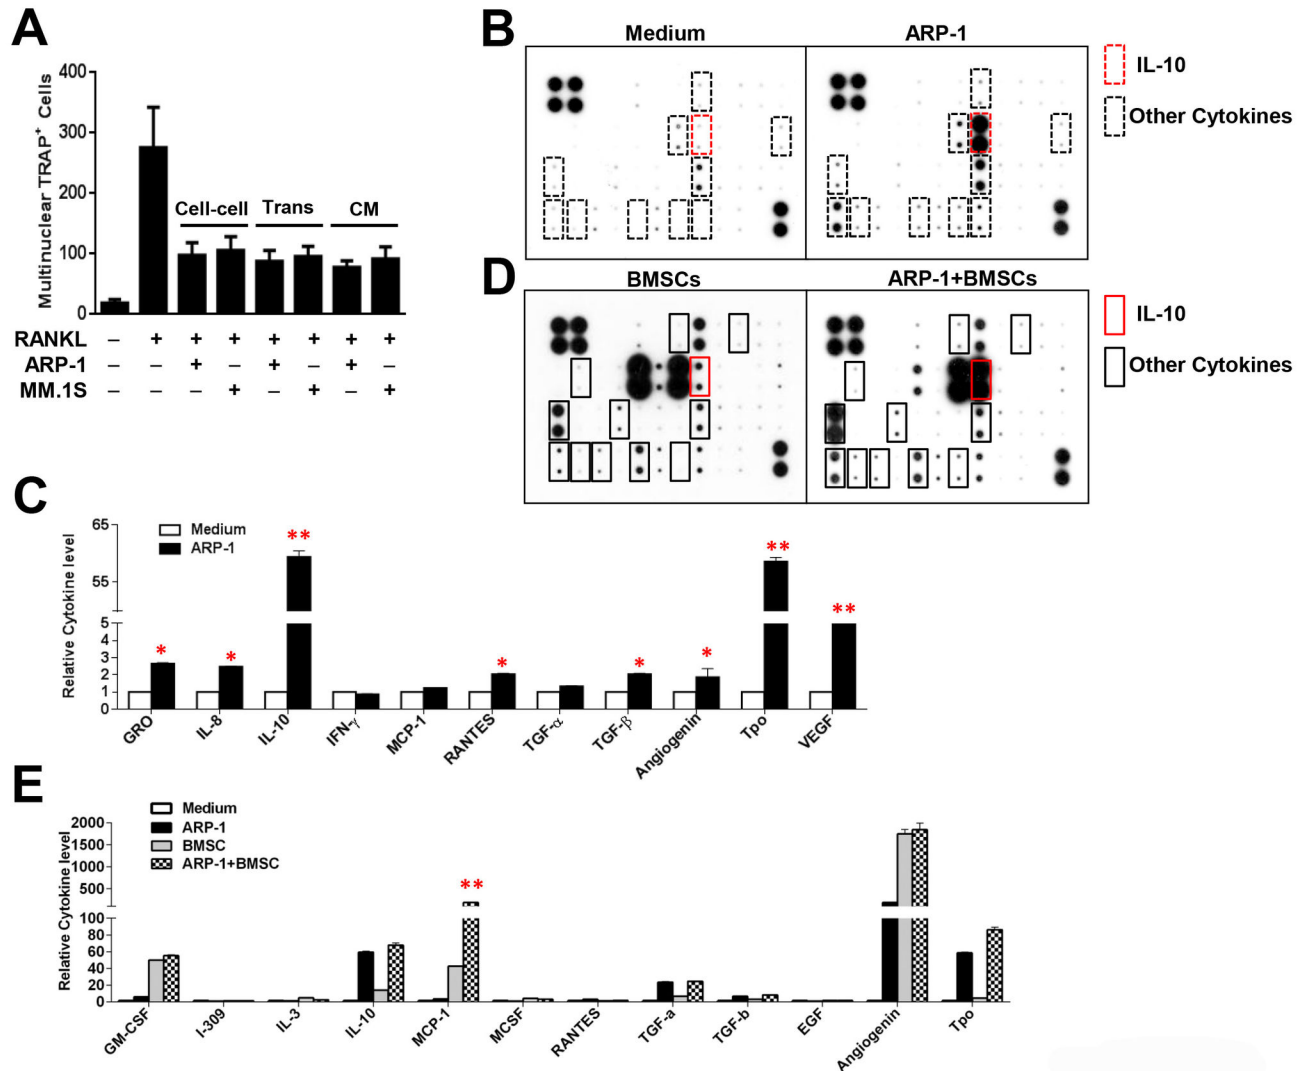 A
400
300
200
100
0
Multinuclear TRAP⁺ Cells
Cell-cell Trans CM
RANKL – + + + + + + +
ARP-1 – – + – + – + –
MM.1S – – – + – + – +
B
Medium ARP-1
IL-10
Other Cytokines
D
BMSCs ARP-1+BMSCs
IL-10
Other Cytokines
C
Relative Cytokine level
65
55
5
4
3
2
1
0
Medium
ARP-1
* * ** * * * ** **
GRO IL-8 IL-10 IFN-γ MCP-1 RANTES TGF-α TGF-β Angiogenin Tpo VEGF
E
Relative Cytokine level
2000
1500
1000
500
100
80
60
40
20
0
Medium
ARP-1
BMSC
ARP-1+BMSC
**
GM-CSF I-309 IL-3 IL-10 MCP-1 MCSF RANTES TGF-a TGF-b EGF Angiogenin Tpo